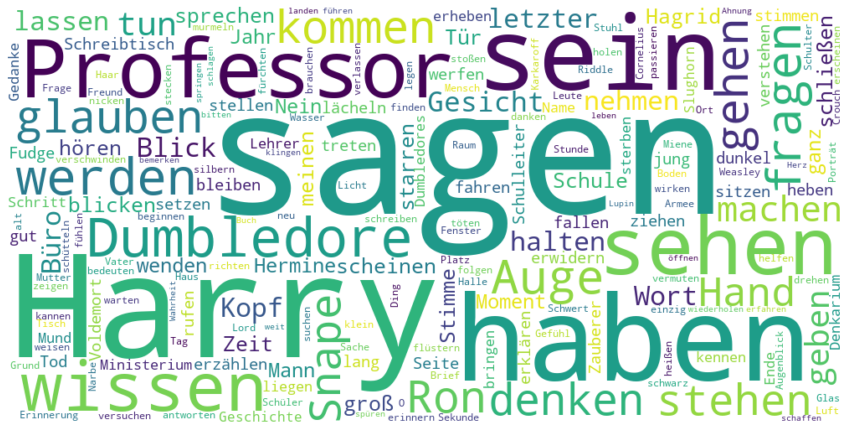 lassen tun sprechen kommen erheben letzter Hagrid stimmen
landen führen murmeln Ahnung
Schreibtisch Jahr Tür Stuhl holen passieren Cornelius
Gedanke Haar stecken springen schlagen fürchten brauchen verlassen legen stoßen Karkaroff Riddle Schulter Crouch erscheinen
Professor sein
Frage Freund nicken bitten
stellen Nein lächeln finden Wasser
werfen Mensch Leute danken leben Ort Name
Gesicht nehmen Slughorn verstehen schließen gehen fragen
glauben
hören Blick Lehrer treten
meinen starren Dumbledores
sagen
Raum Stunde Schulleiter sterben jung Miene Porträt
dunkel ganz
Fudge verschwinden bemerken klingen silbern
werden bleiben Licht fahren Schule Boden Weasley Herz
Schritt blicken setzen Lupin wirken Armee sitzen heben
gut Büro alt schütteln fühlen beginnen neu schreiben töten
Fenster fallen ziehen machen
Dumbledore halten sehen
Vater Buch
Mutter bedeuten Haus richten wenden Hermine scheinen
Platz erwidern vermuten öffnen helfen drehen
zeigen Voldemort
Harry
kannen warten Wahrheit rufen Kopf Ding folgen Halle Auge Wort Hand
Mund Tisch Lord weit suchen klein Stimme Moment Schwert einzig wiederholen erfahren Denkarium
weisen Tag Zeit Sache flüstern Zauberer Gefühl
haben geben
Grund Narbe Ministerium Snape lang erklären heißen Augenblick
Tod erzählen Mann Seite bringen kennen Ende
wissen liegen Brief schwarz Glas
Erinnerung Schüler groß O Ron denken stehen Luft
versuchen antworten Geschichte spüren erinnern Sekunde schaffen